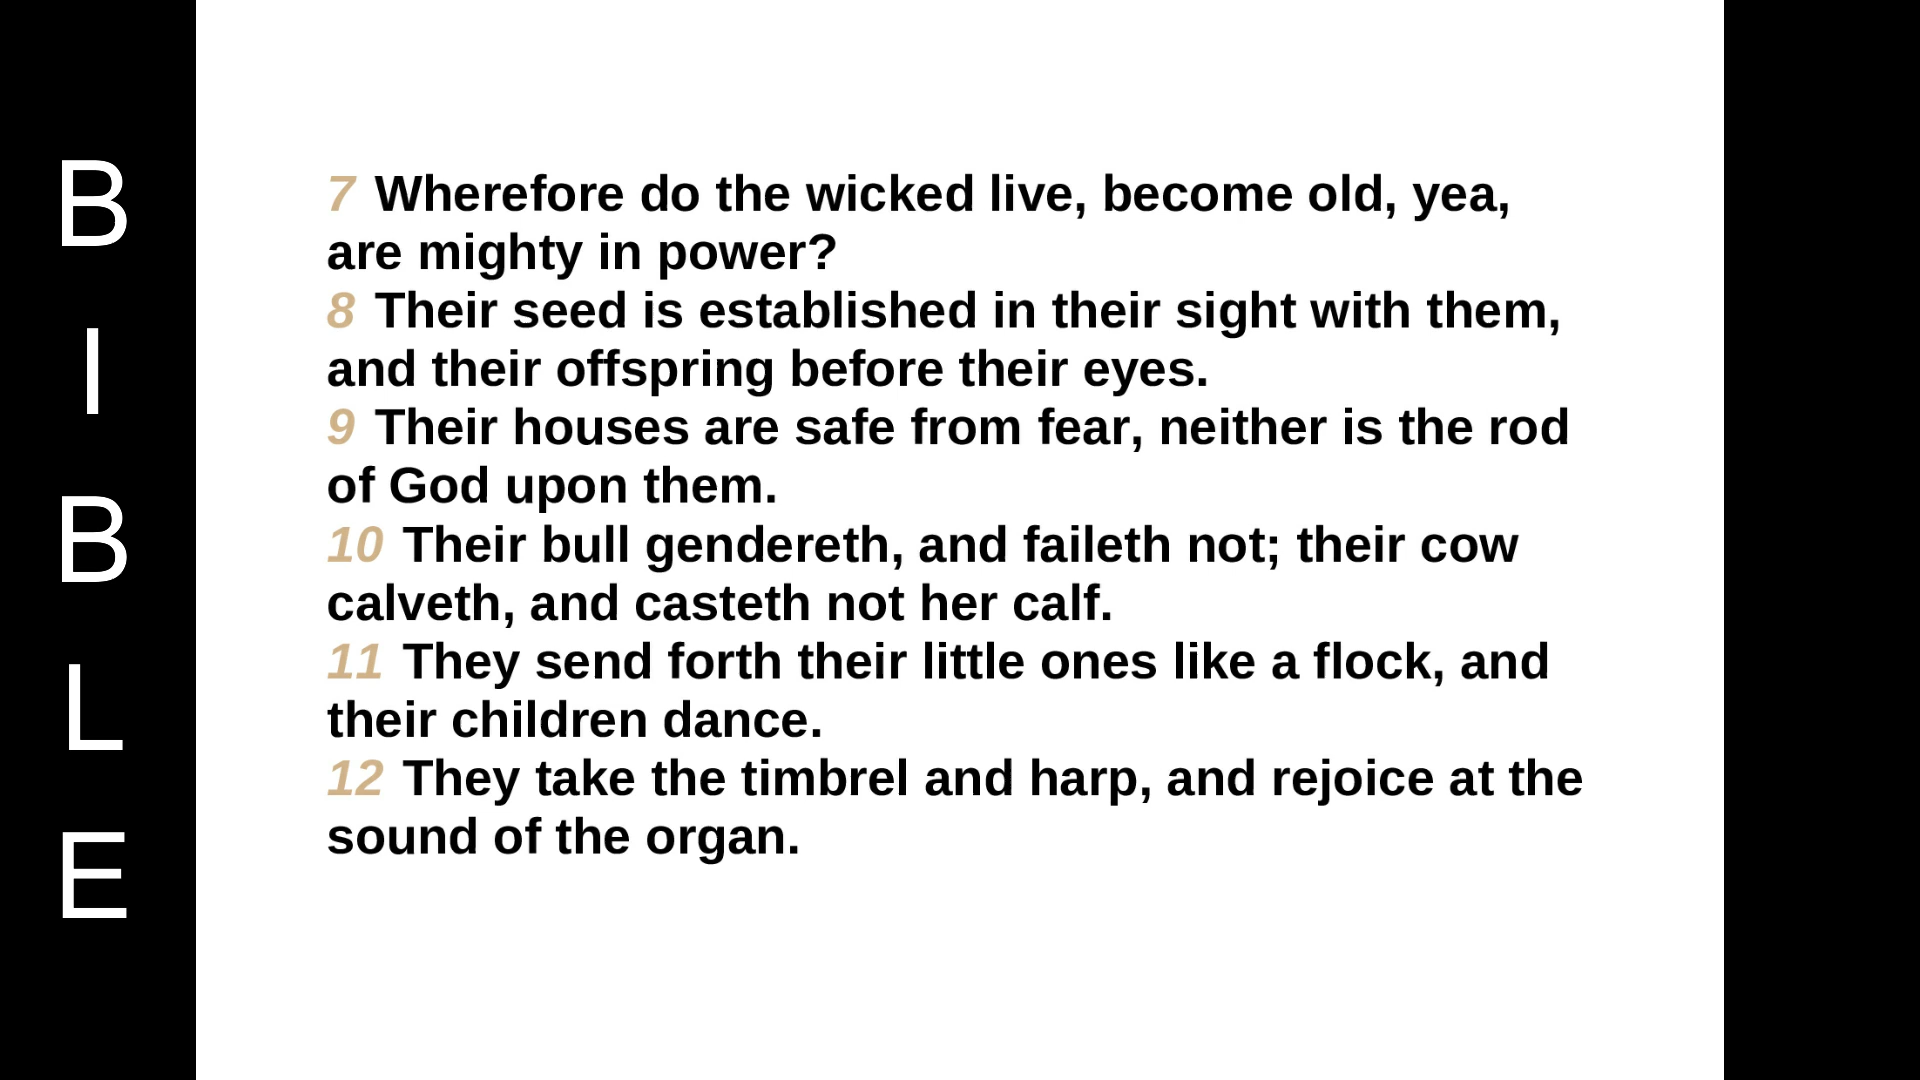 B
I
B
L
E
7 Wherefore do the wicked live, become old, yea,
are mighty in power?
8 Their seed is established in their sight with them,
and their offspring before their eyes.
9 Their houses are safe from fear, neither is the rod
of God upon them.
10 Their bull gendereth, and faileth not; their cow
calveth, and casteth not her calf.
11 They send forth their little ones like a flock, and
their children dance.
12 They take the timbrel and harp, and rejoice at the
sound of the organ.